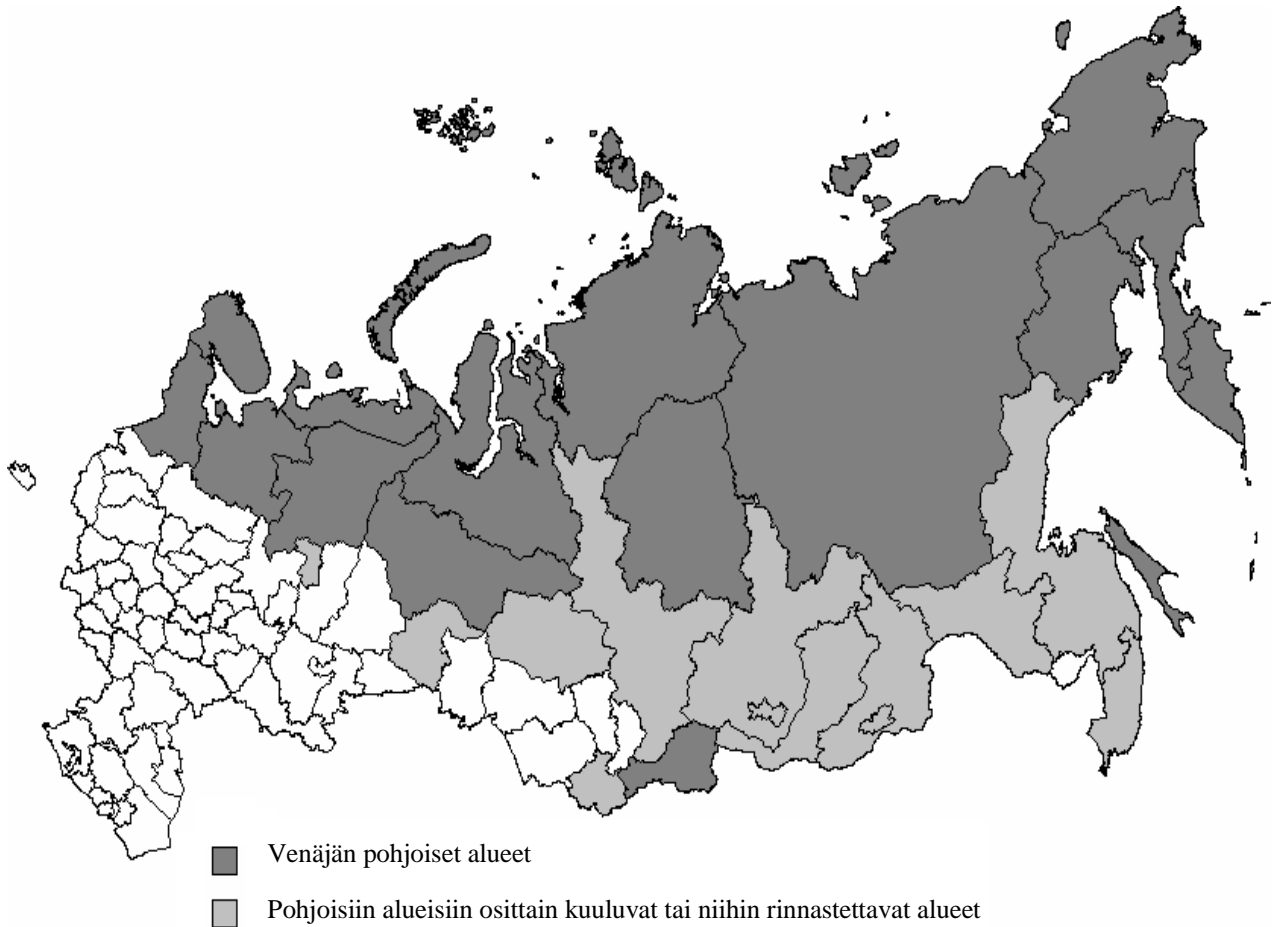 Venäjän pohjoiset alueet
Pohjoisiin alueisiin osittain kuuluvat tai niihin rinnastettavat alueet